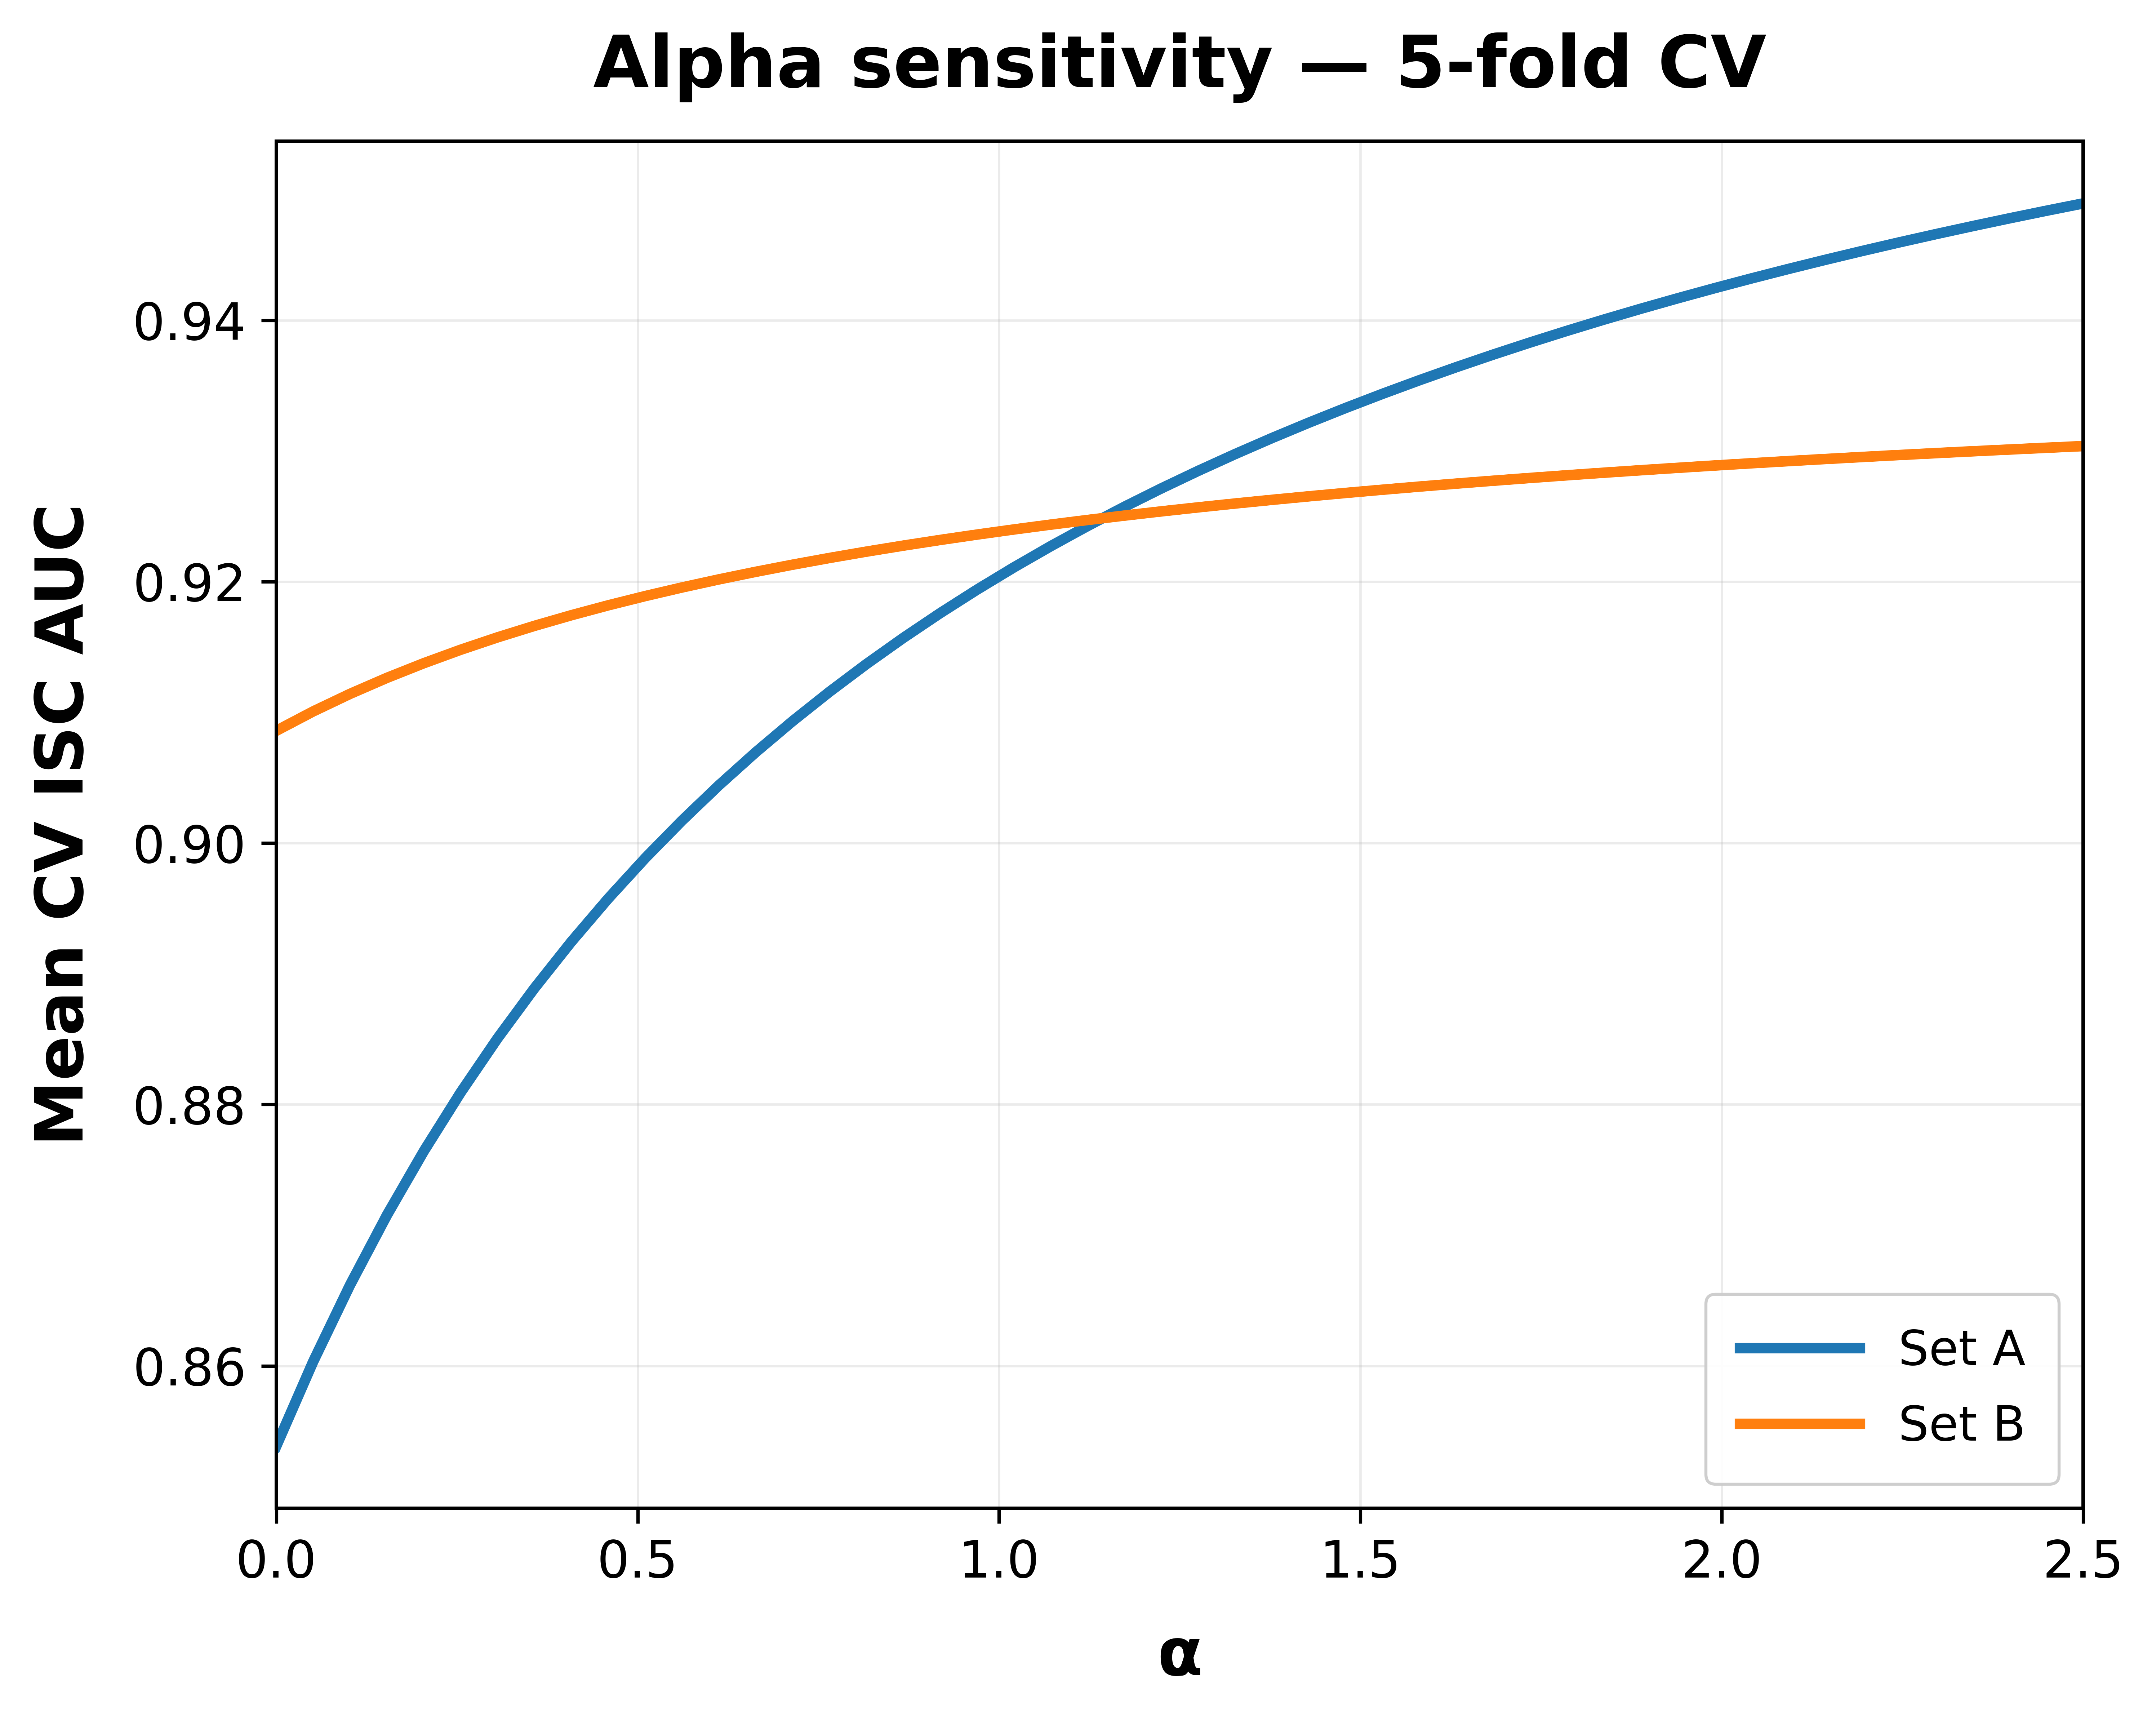 Alpha sensitivity — 5-fold CV
Mean CV ISC AUC
0.94
0.92
0.90
0.88
0.86
0.0
0.5
1.0
1.5
2.0
2.5
α
Set A
Set B